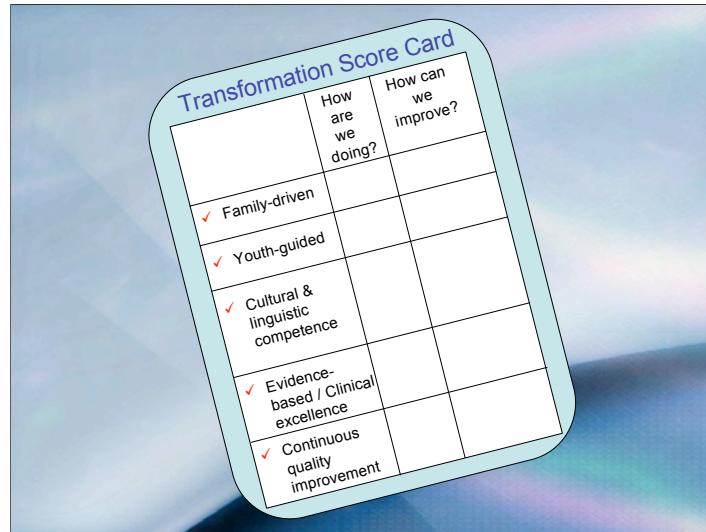 Transformation Score Card
How
are
we
doing?
How can
we
improve?
✓ Family-driven
✓ Youth-guided
✓ Cultural &
linguistic
competence
✓ Evidence-
based / Clinical
excellence
✓ Continuous
quality
improvement